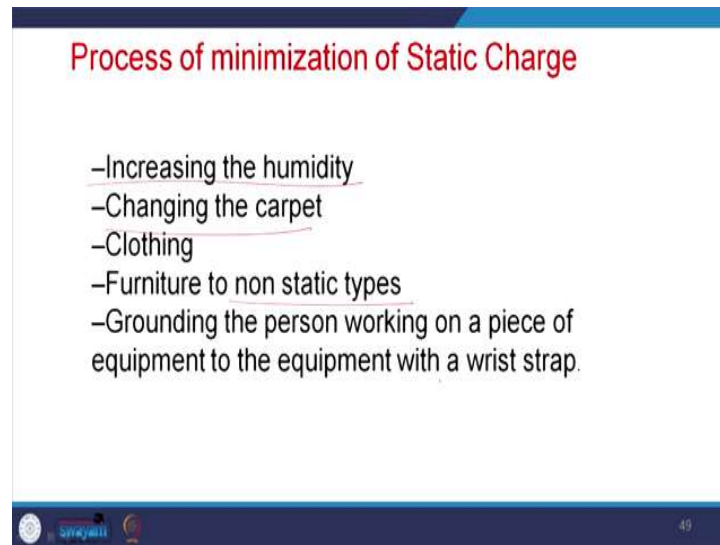 Process of minimization of Static Charge
–Increasing the humidity
–Changing the carpet
–Clothing
–Furniture to non static types
–Grounding the person working on a piece of
equipment to the equipment with a wrist strap.
swayam
49